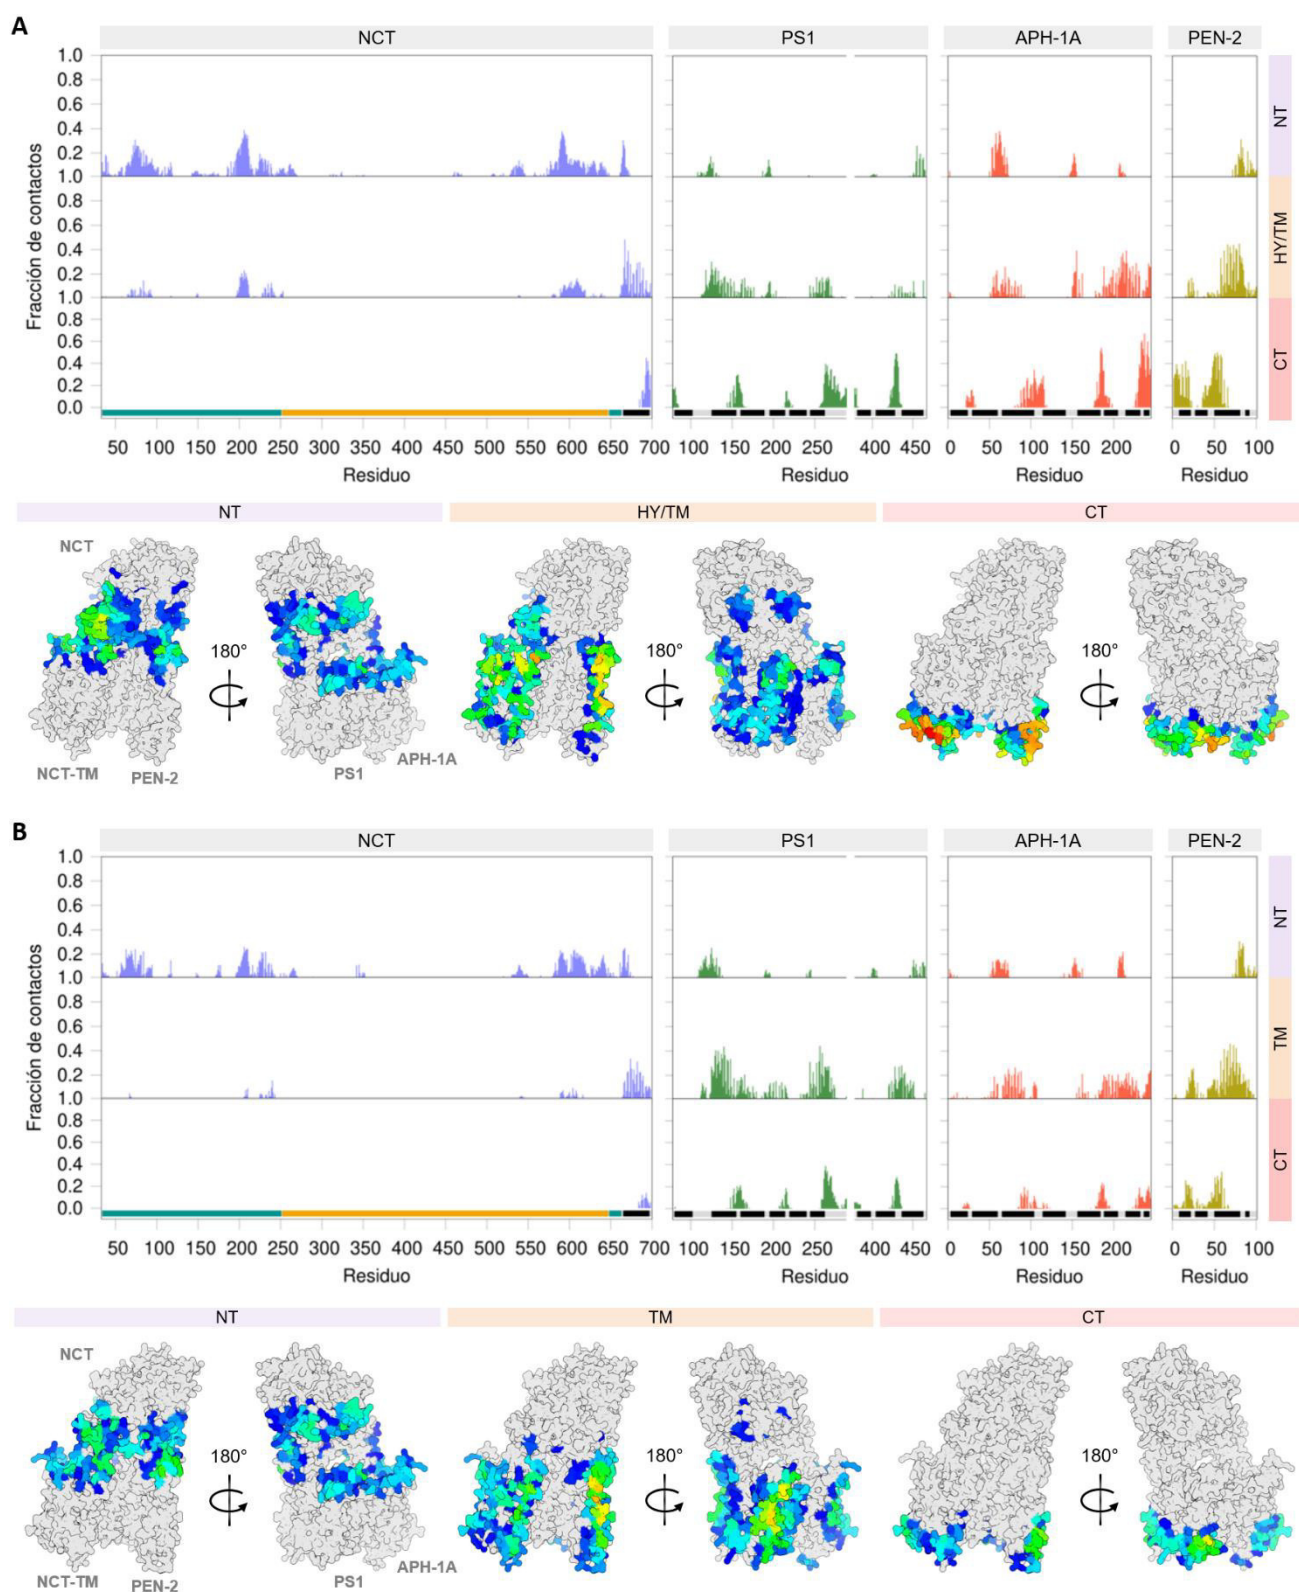 A
NCT PS1 APH-1A PEN-2
Fracción de contactos
1.0
0.8
0.6
0.4
0.2
NT
1.0
0.8
0.6
0.4
0.2
HY/TM
1.0
0.8
0.6
0.4
0.2
0.0
CT
50 100 150 200 250 300 350 400 450 500 550 600 650 700 100 150 200 250 400 450 0 50 100 150 200 0 50 100
Residuo Residuo Residuo Residuo
NT HY/TM CT
NCT
180° 180° 180°
NCT-TM PEN-2 PS1 APH-1A
B
NCT PS1 APH-1A PEN-2
Fracción de contactos
1.0
0.8
0.6
0.4
0.2
NT
1.0
0.8
0.6
0.4
0.2
TM
1.0
0.8
0.6
0.4
0.2
0.0
CT
50 100 150 200 250 300 350 400 450 500 550 600 650 700 100 150 200 250 400 450 0 50 100 150 200 0 50 100
Residuo Residuo Residuo Residuo
NT TM CT
NCT
180° 180° 180°
NCT-TM PEN-2 PS1 APH-1A